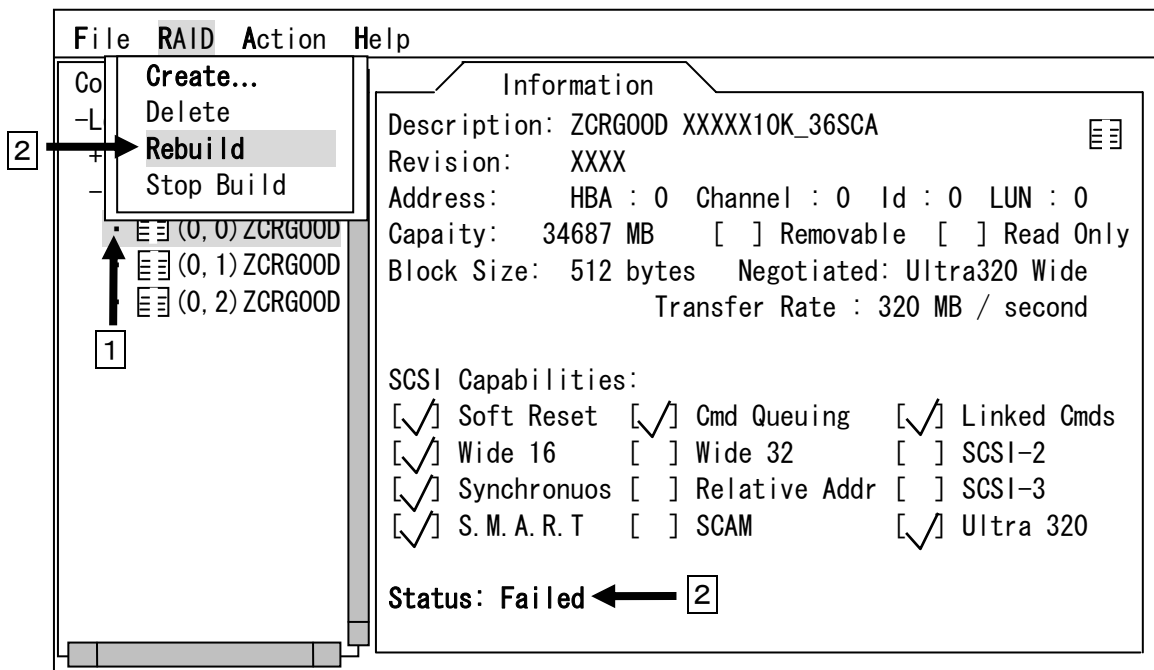 File RAID Action Help
Co
Create...
Information
-L
Delete
Description: ZCRGOOD XXXXX10K_36SCA
2
+
Rebuild
Revision: XXXX
-
Stop Build
Address: HBA : 0 Channel : 0 Id : 0 LUN : 0
(0,0)ZCRGOOD
Capaity: 34687 MB [ ] Removable [ ] Read Only
(0,1)ZCRGOOD
Block Size: 512 bytes Negotiated: Ultra320 Wide
(0,2)ZCRGOOD
Transfer Rate : 320 MB / second
1
SCSI Capabilities:
[✓] Soft Reset [✓] Cmd Queuing [✓] Linked Cmds
[✓] Wide 16 [ ] Wide 32 [ ] SCSI-2
[✓] Synchronuos [ ] Relative Addr [ ] SCSI-3
[✓] S.M.A.R.T [ ] SCAM [✓] Ultra 320
Status: Failed 2